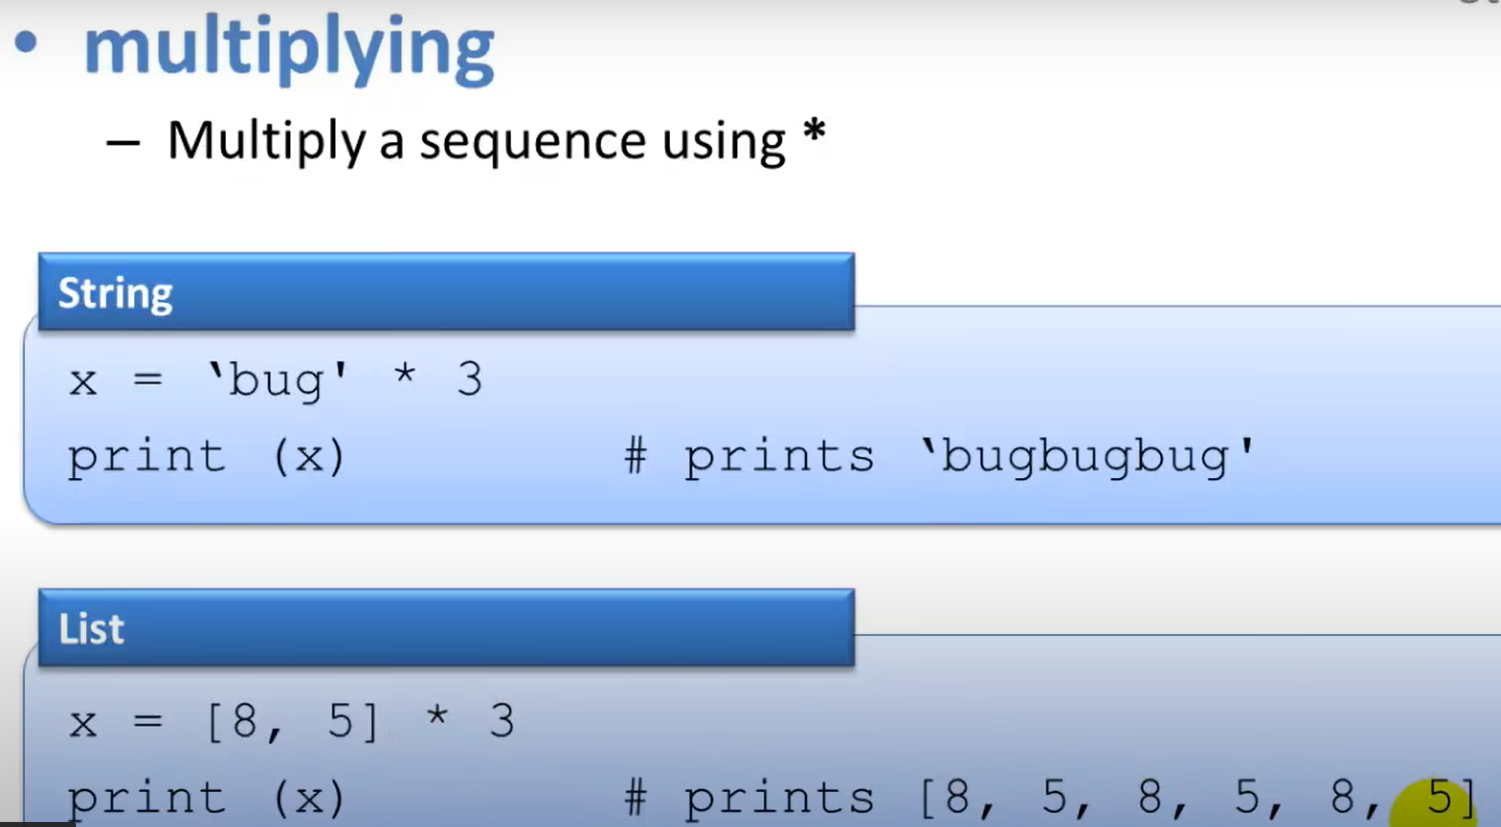 • multiplying
– Multiply a sequence using *
String
x = ‛bug' * 3
print (x) # prints ‛bugbugbug'
List
x = [8, 5] * 3
print (x) # prints [8, 5, 8, 5, 8, 5]